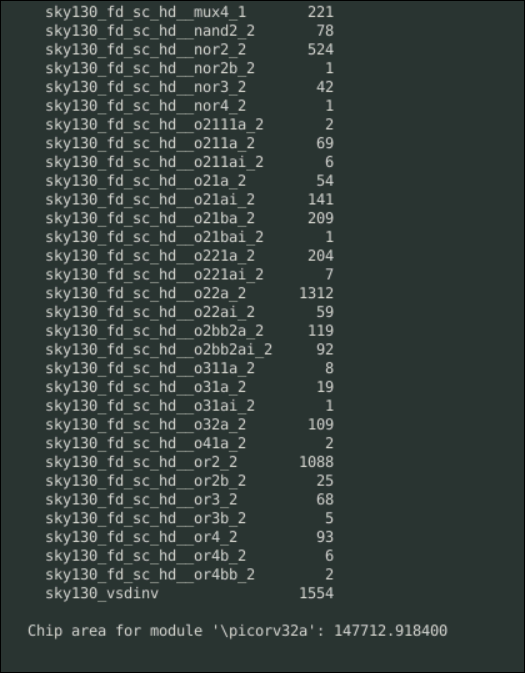 sky130_fd_sc_hd__mux4_1 221
sky130_fd_sc_hd__nand2_2 78
sky130_fd_sc_hd__nor2_2 524
sky130_fd_sc_hd__nor2b_2 1
sky130_fd_sc_hd__nor3_2 42
sky130_fd_sc_hd__nor4_2 1
sky130_fd_sc_hd__o2111a_2 2
sky130_fd_sc_hd__o211a_2 69
sky130_fd_sc_hd__o211ai_2 6
sky130_fd_sc_hd__o21a_2 54
sky130_fd_sc_hd__o21ai_2 141
sky130_fd_sc_hd__o21ba_2 209
sky130_fd_sc_hd__o21bai_2 1
sky130_fd_sc_hd__o221a_2 204
sky130_fd_sc_hd__o221ai_2 7
sky130_fd_sc_hd__o22a_2 1312
sky130_fd_sc_hd__o22ai_2 59
sky130_fd_sc_hd__o2bb2a_2 119
sky130_fd_sc_hd__o2bb2ai_2 92
sky130_fd_sc_hd__o311a_2 8
sky130_fd_sc_hd__o31a_2 19
sky130_fd_sc_hd__o31ai_2 1
sky130_fd_sc_hd__o32a_2 109
sky130_fd_sc_hd__o41a_2 2
sky130_fd_sc_hd__or2_2 1088
sky130_fd_sc_hd__or2b_2 25
sky130_fd_sc_hd__or3_2 68
sky130_fd_sc_hd__or3b_2 5
sky130_fd_sc_hd__or4_2 93
sky130_fd_sc_hd__or4b_2 6
sky130_fd_sc_hd__or4bb_2 2
sky130_vsdinv 1554
Chip area for module '\picorv32a': 147712.918400